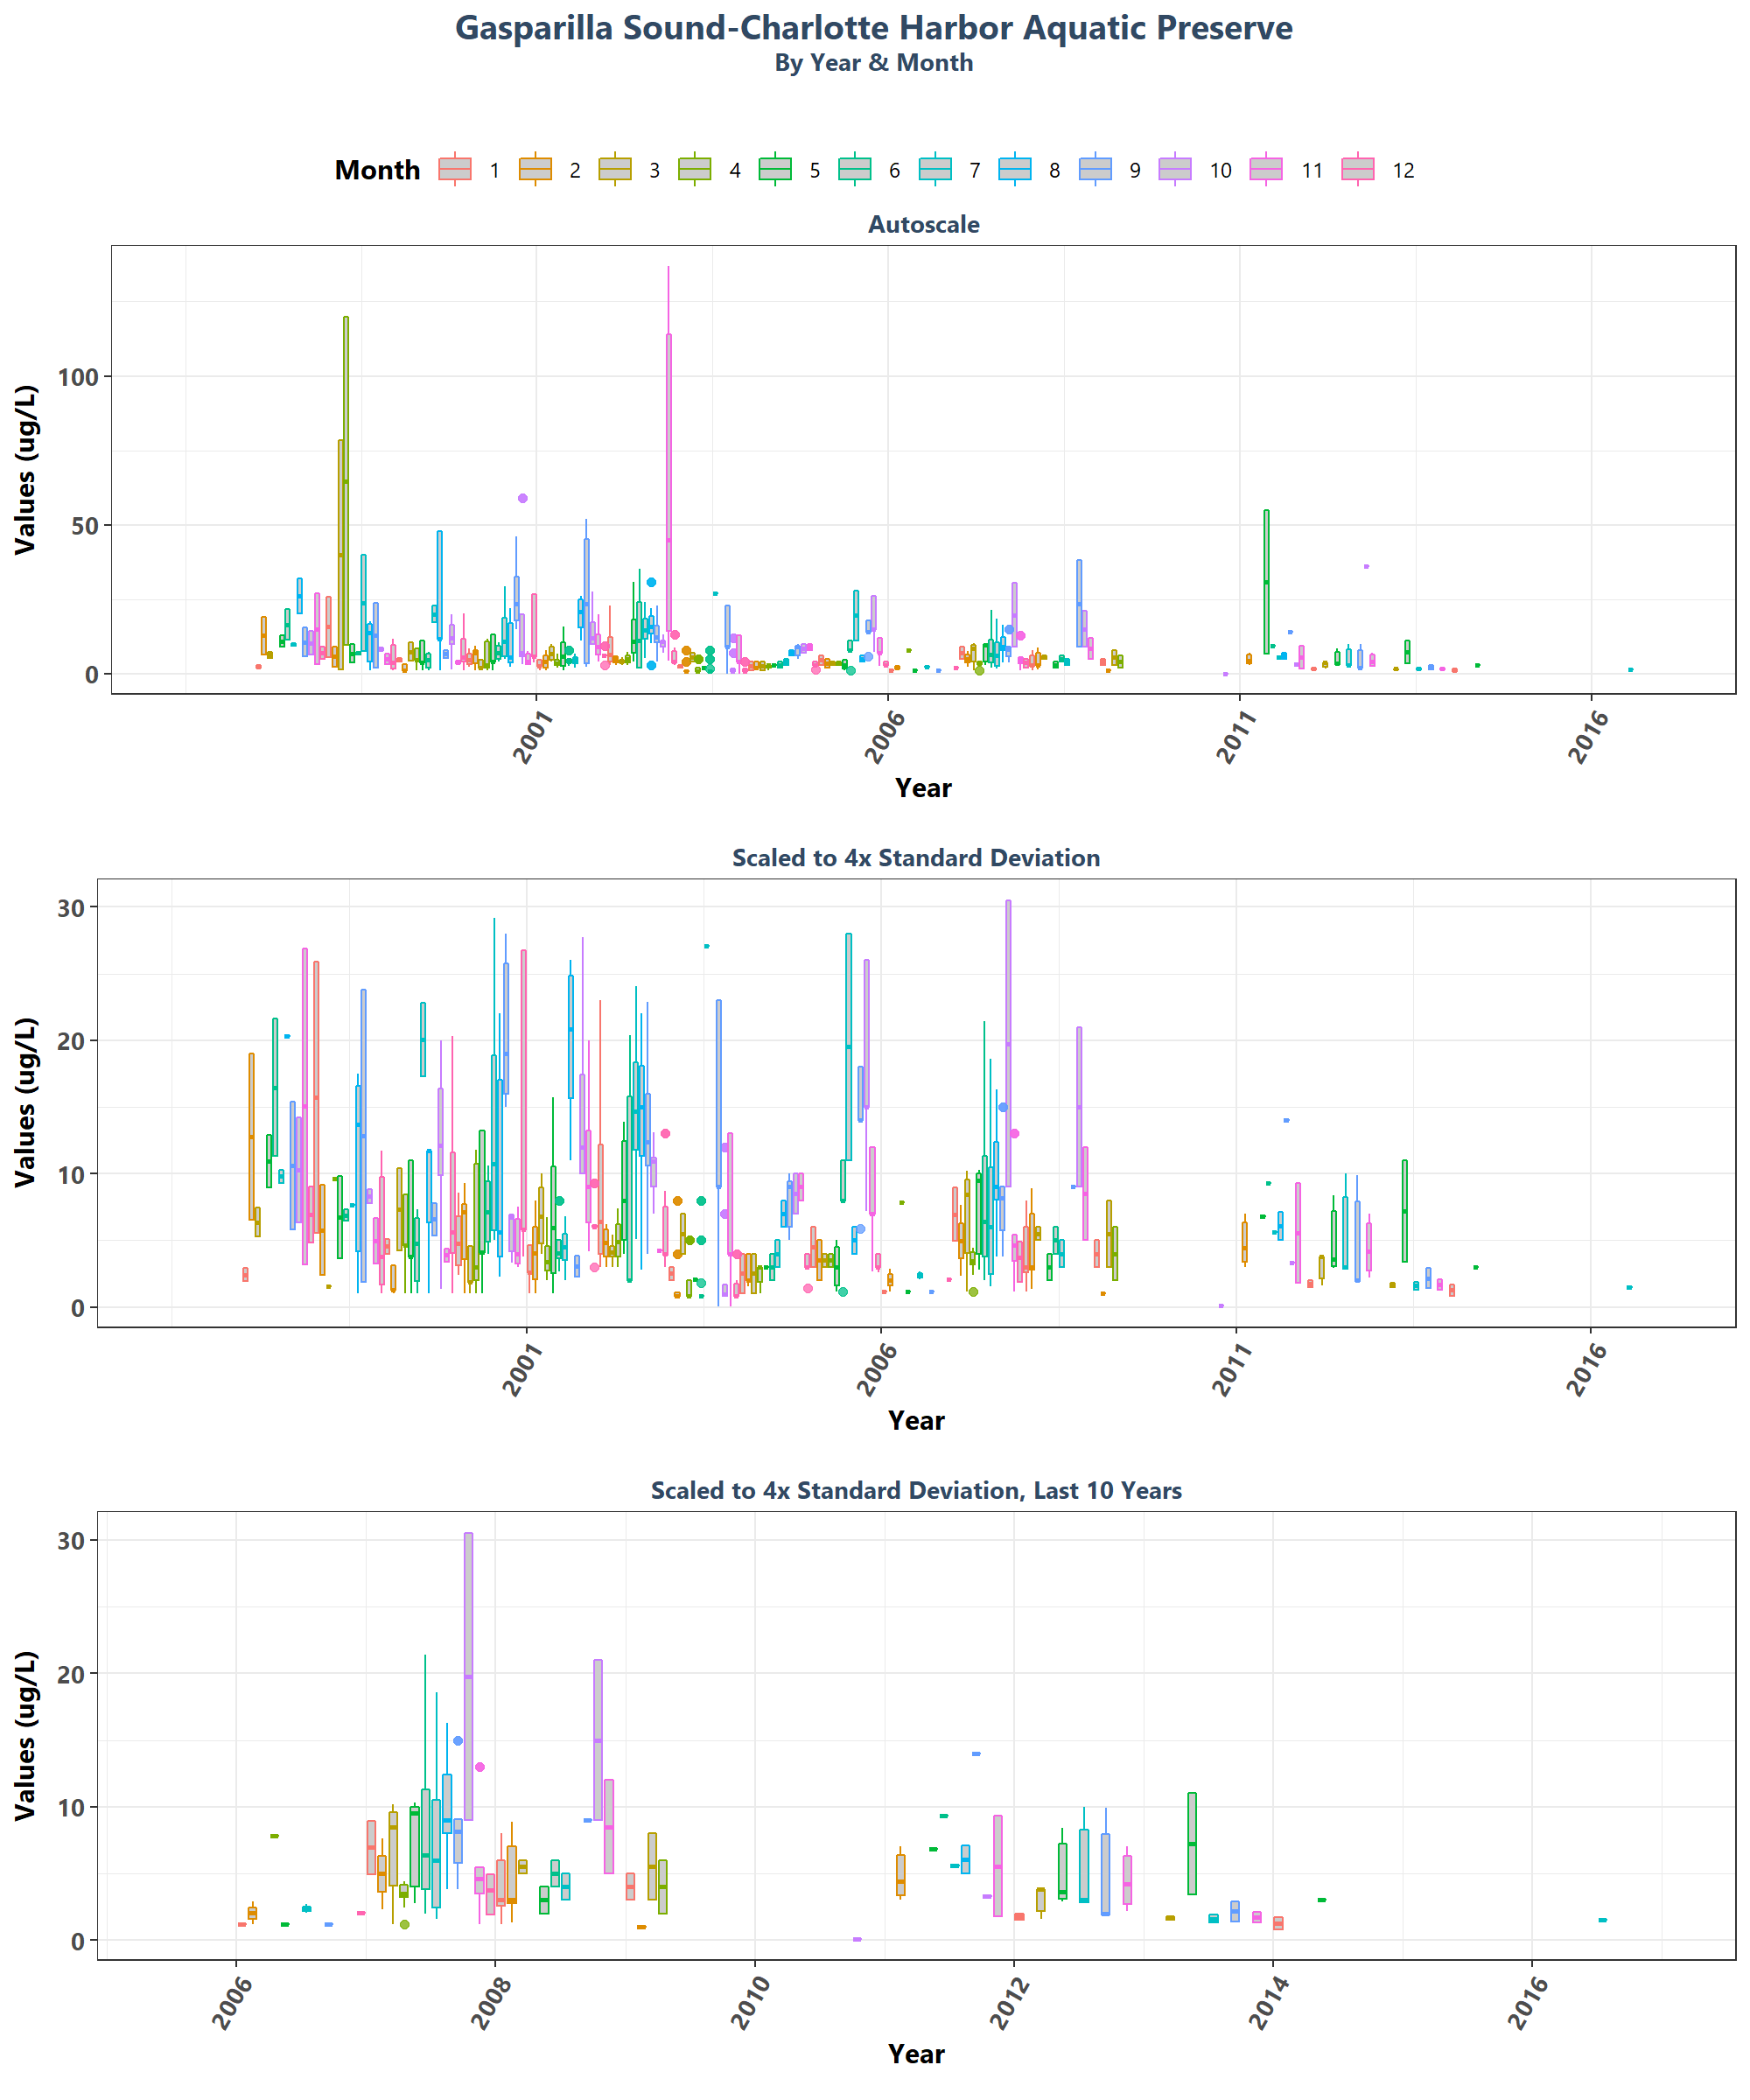 Gasparilla Sound-Charlotte Harbor Aquatic Preserve
By Year & Month
Month 1 2 3 4 5 6 7 8 9 10 11 12
Autoscale
Values (ug/L)
100
50
0
2001 2006 2011 2016
Year
Scaled to 4x Standard Deviation
Values (ug/L)
30
20
10
0
2001 2006 2011 2016
Year
Scaled to 4x Standard Deviation, Last 10 Years
Values (ug/L)
30
20
10
0
2006 2008 2010 2012 2014 2016
Year